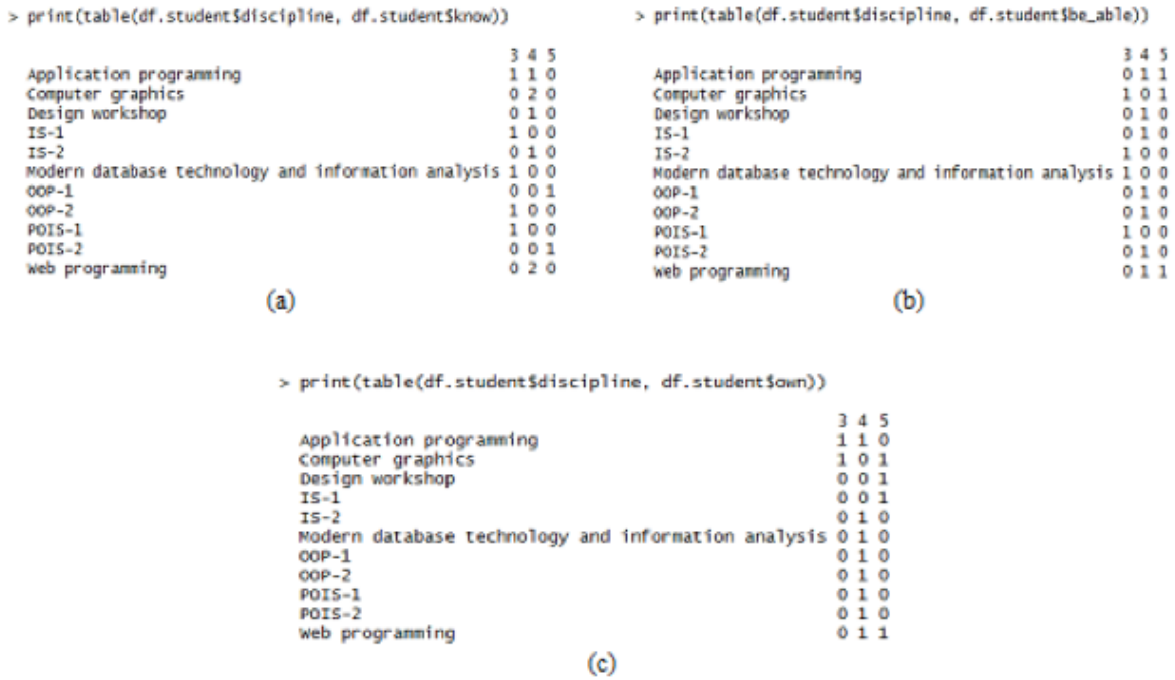 > print(table(df.student$discipline, df.student$know))
3 4 5
Application programming 1 1 0
Computer graphics 0 2 0
Design workshop 0 1 0
IS-1 1 0 0
IS-2 0 1 0
Modern database technology and information analysis 1 0 0
OOP-1 0 0 1
OOP-2 1 0 0
POIS-1 1 0 0
POIS-2 0 0 1
Web programming 0 2 0
(a)
> print(table(df.student$discipline, df.student$be_able))
3 4 5
Application programming 0 1 1
Computer graphics 1 0 1
Design workshop 0 1 0
IS-1 0 1 0
IS-2 1 0 0
Modern database technology and information analysis 1 0 0
OOP-1 0 1 0
OOP-2 0 1 0
POIS-1 1 0 0
POIS-2 0 1 0
Web programming 0 1 1
(b)
> print(table(df.student$discipline, df.student$own))
3 4 5
Application programming 1 1 0
Computer graphics 1 0 1
Design workshop 0 0 1
IS-1 0 0 1
IS-2 0 1 0
Modern database technology and information analysis 0 1 0
OOP-1 0 1 0
OOP-2 0 1 0
POIS-1 0 1 0
POIS-2 0 1 0
Web programming 0 1 1
(c)